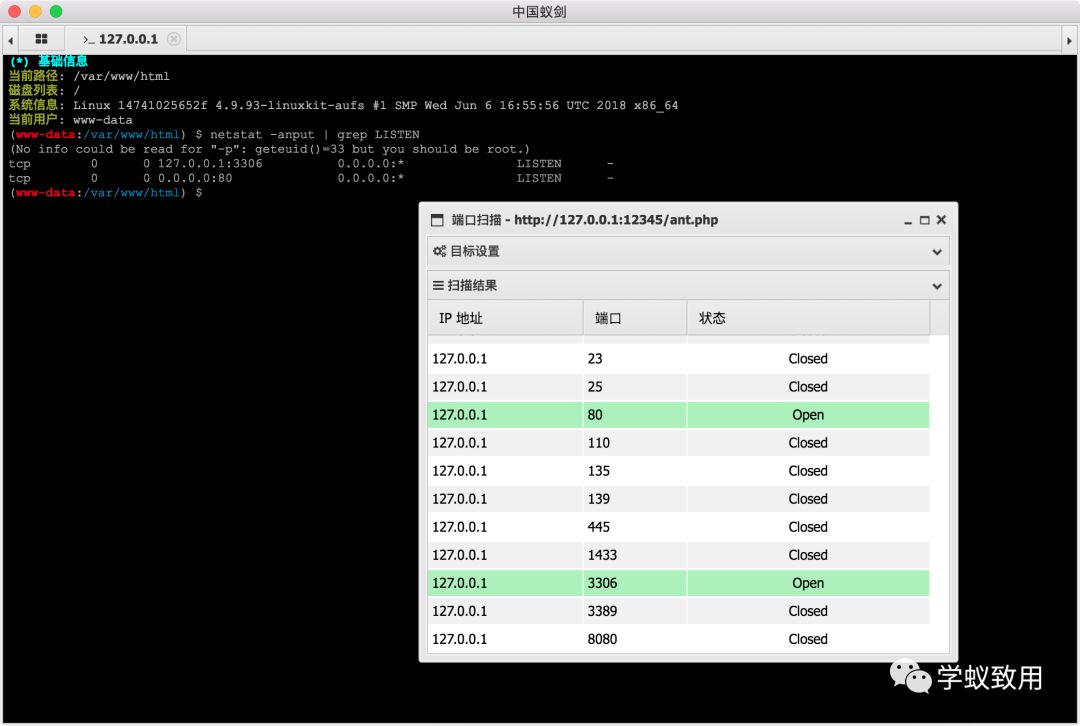 中国蚁剑
>_ 127.0.0.1
(*) 基础信息
当前路径: /var/www/html
磁盘列表: /
系统信息: Linux 14741025652f 4.9.93-linuxkit-aufs #1 SMP Wed Jun 6 16:55:56 UTC 2018 x86_64
当前用户: www-data
(www-data:/var/www/html) $ netstat -anput | grep LISTEN
(No info could be read for "-p": geteuid()=33 but you should be root.)
tcp 0 0 127.0.0.1:3306 0.0.0.0:* LISTEN -
tcp 0 0 0.0.0.0:80 0.0.0.0:* LISTEN -
(www-data:/var/www/html) $
端口扫描 - http://127.0.0.1:12345/ant.php
目标设置
扫描结果
IP 地址 端口 状态
127.0.0.1 23 Closed
127.0.0.1 25 Closed
127.0.0.1 80 Open
127.0.0.1 110 Closed
127.0.0.1 135 Closed
127.0.0.1 139 Closed
127.0.0.1 445 Closed
127.0.0.1 1433 Closed
127.0.0.1 3306 Open
127.0.0.1 3389 Closed
127.0.0.1 8080 Closed
学蚁致用